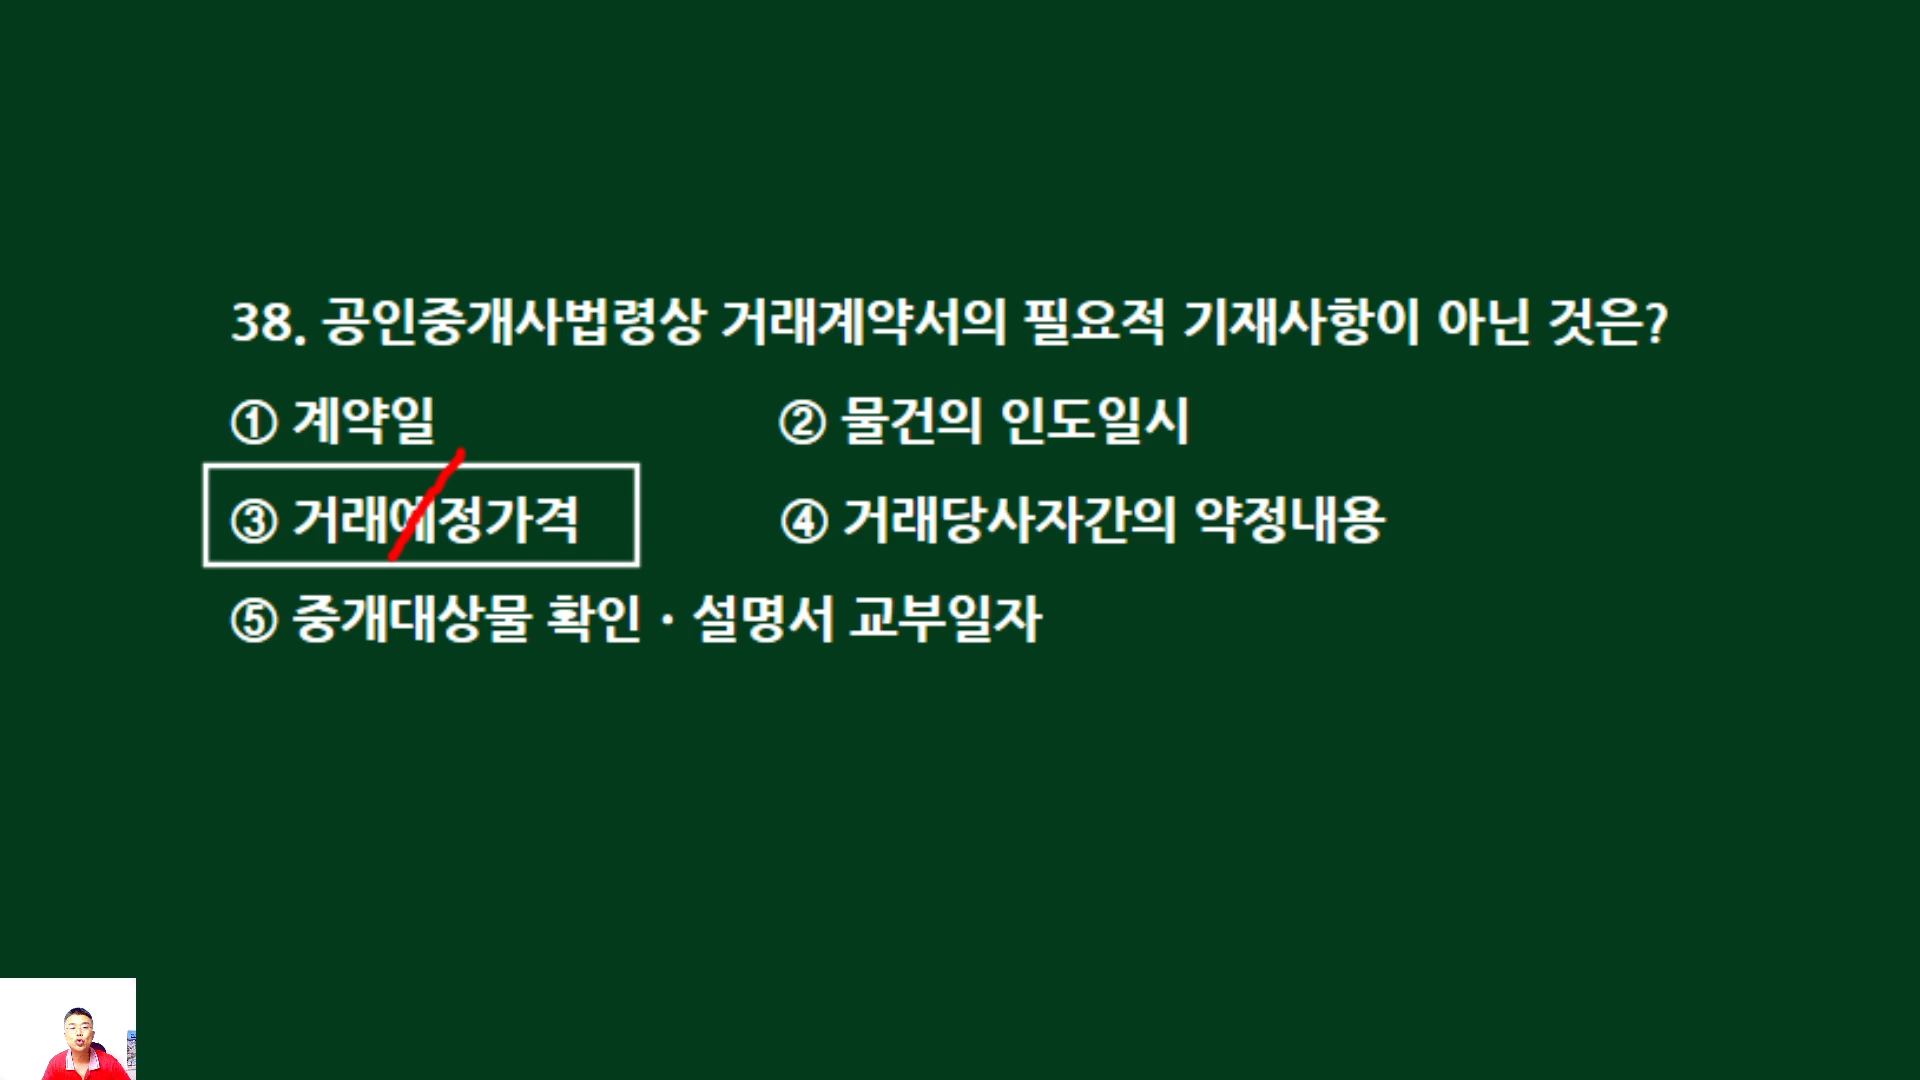 38. 공인중개사법령상 거래계약서의 필요적 기재사항이 아닌 것은?
① 계약일 ② 물건의 인도일시
③ 거래예정가격 ④ 거래당사자간의 약정내용
⑤ 중개대상물 확인 · 설명서 교부일자